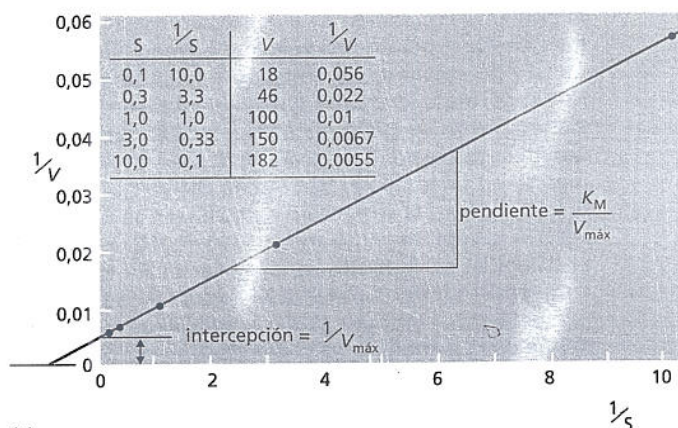 0,06
S 1/S V 1/V
0,1 10,0 18 0,056
0,3 3,3 46 0,022
1,0 1,0 100 0,01
3,0 0,33 150 0,0067
10,0 0,1 182 0,0055
0,05
0,04
1/V
0,03
pendiente = KM/Vmáx
0,02
0,01
intercepción = 1/Vmáx
0
0 2 4 6 8 10
1/S